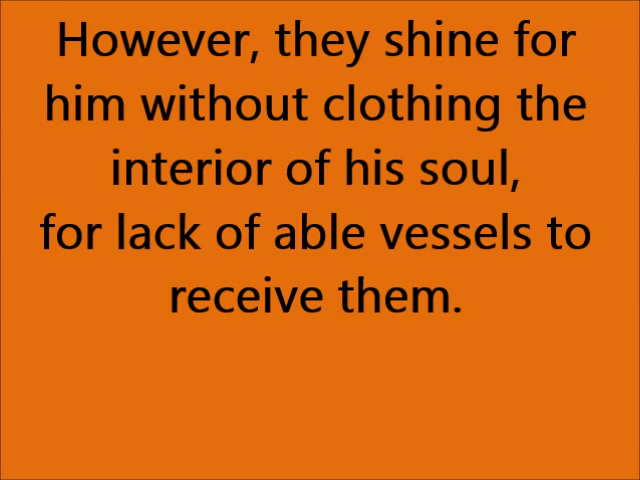 However, they shine for
him without clothing the
interior of his soul,
for lack of able vessels to
receive them.